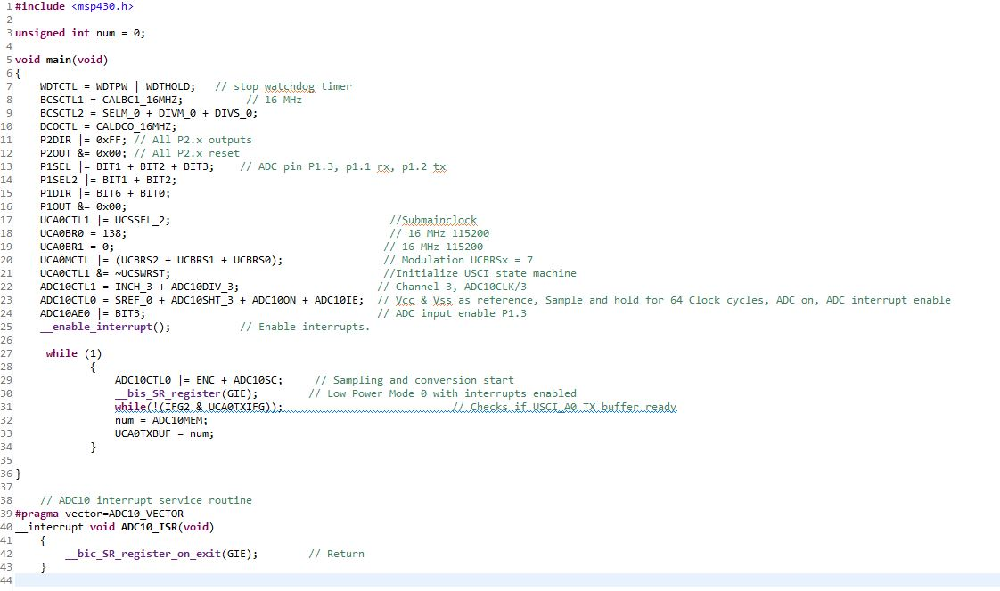 1 #include <msp430.h>
2
3 unsigned int num = 0;
4
5 void main(void)
6 {
7 WDTCTL = WDTPW | WDTHOLD; // stop watchdog timer
8 BCSCTL1 = CALBC1_16MHZ; // 16 MHz
9 BCSCTL2 = SELM_0 + DIVM_0 + DIVS_0;
10 DCOCTL = CALDCO_16MHZ;
11 P2DIR |= 0xFF; // All P2.x outputs
12 P2OUT &= 0x00; // All P2.x reset
13 P1SEL |= BIT1 + BIT2 + BIT3; // ADC pin P1.3, p1.1 rx, p1.2 tx
14 P1SEL2 |= BIT1 + BIT2;
15 P1DIR |= BIT6 + BIT0;
16 P1OUT &= 0x00;
17 UCA0CTL1 |= UCSSEL_2; //Submainclock
18 UCA0BR0 = 138; // 16 MHz 115200
19 UCA0BR1 = 0; // 16 MHz 115200
20 UCA0MCTL |= (UCBRS2 + UCBRS1 + UCBRS0); // Modulation UCBRSx = 7
21 UCA0CTL1 &= ~UCSWRST; //Initialize USCI state machine
22 ADC10CTL1 = INCH_3 + ADC10DIV_3; // Channel 3, ADC10CLK/3
23 ADC10CTL0 = SREF_0 + ADC10SHT_3 + ADC10ON + ADC10IE; // Vcc & Vss as reference, Sample and hold for 64 Clock cycles, ADC on, ADC interrupt enable
24 ADC10AE0 |= BIT3; // ADC input enable P1.3
25 __enable_interrupt(); // Enable interrupts.
26
27 while (1)
28 {
29 ADC10CTL0 |= ENC + ADC10SC; // Sampling and conversion start
30 __bis_SR_register(GIE); // Low Power Mode 0 with interrupts enabled
31 while(!(IFG2 & UCA0TXIFG)); // Checks if USCI_A0 TX buffer ready
32 num = ADC10MEM;
33 UCA0TXBUF = num;
34 }
35
36 }
37
38 // ADC10 interrupt service routine
39 #pragma vector=ADC10_VECTOR
40 __interrupt void ADC10_ISR(void)
41 {
42 __bic_SR_register_on_exit(GIE); // Return
43 }
44